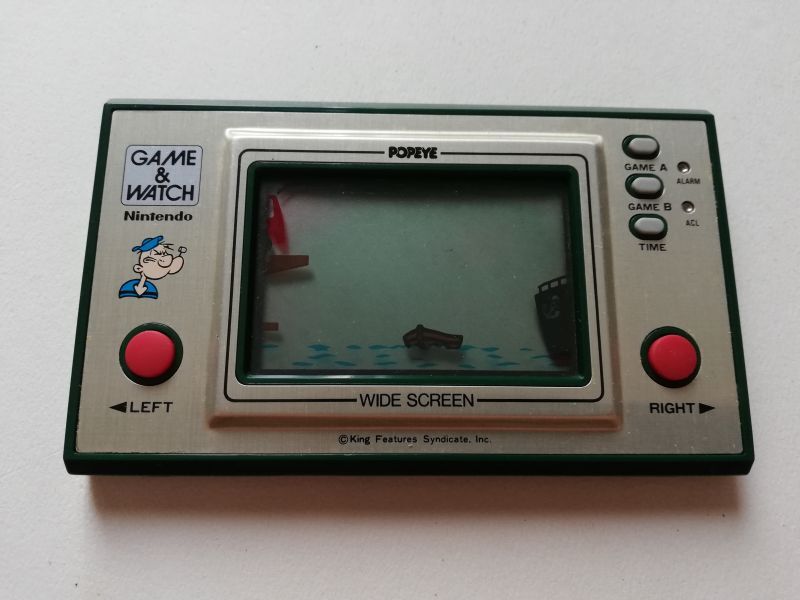 GAME
&
WATCH
Nintendo
POPEYE
GAME A
ALARM
GAME B
ACL
TIME
◀LEFT
RIGHT▶
WIDE SCREEN
©King Features Syndicate, Inc.